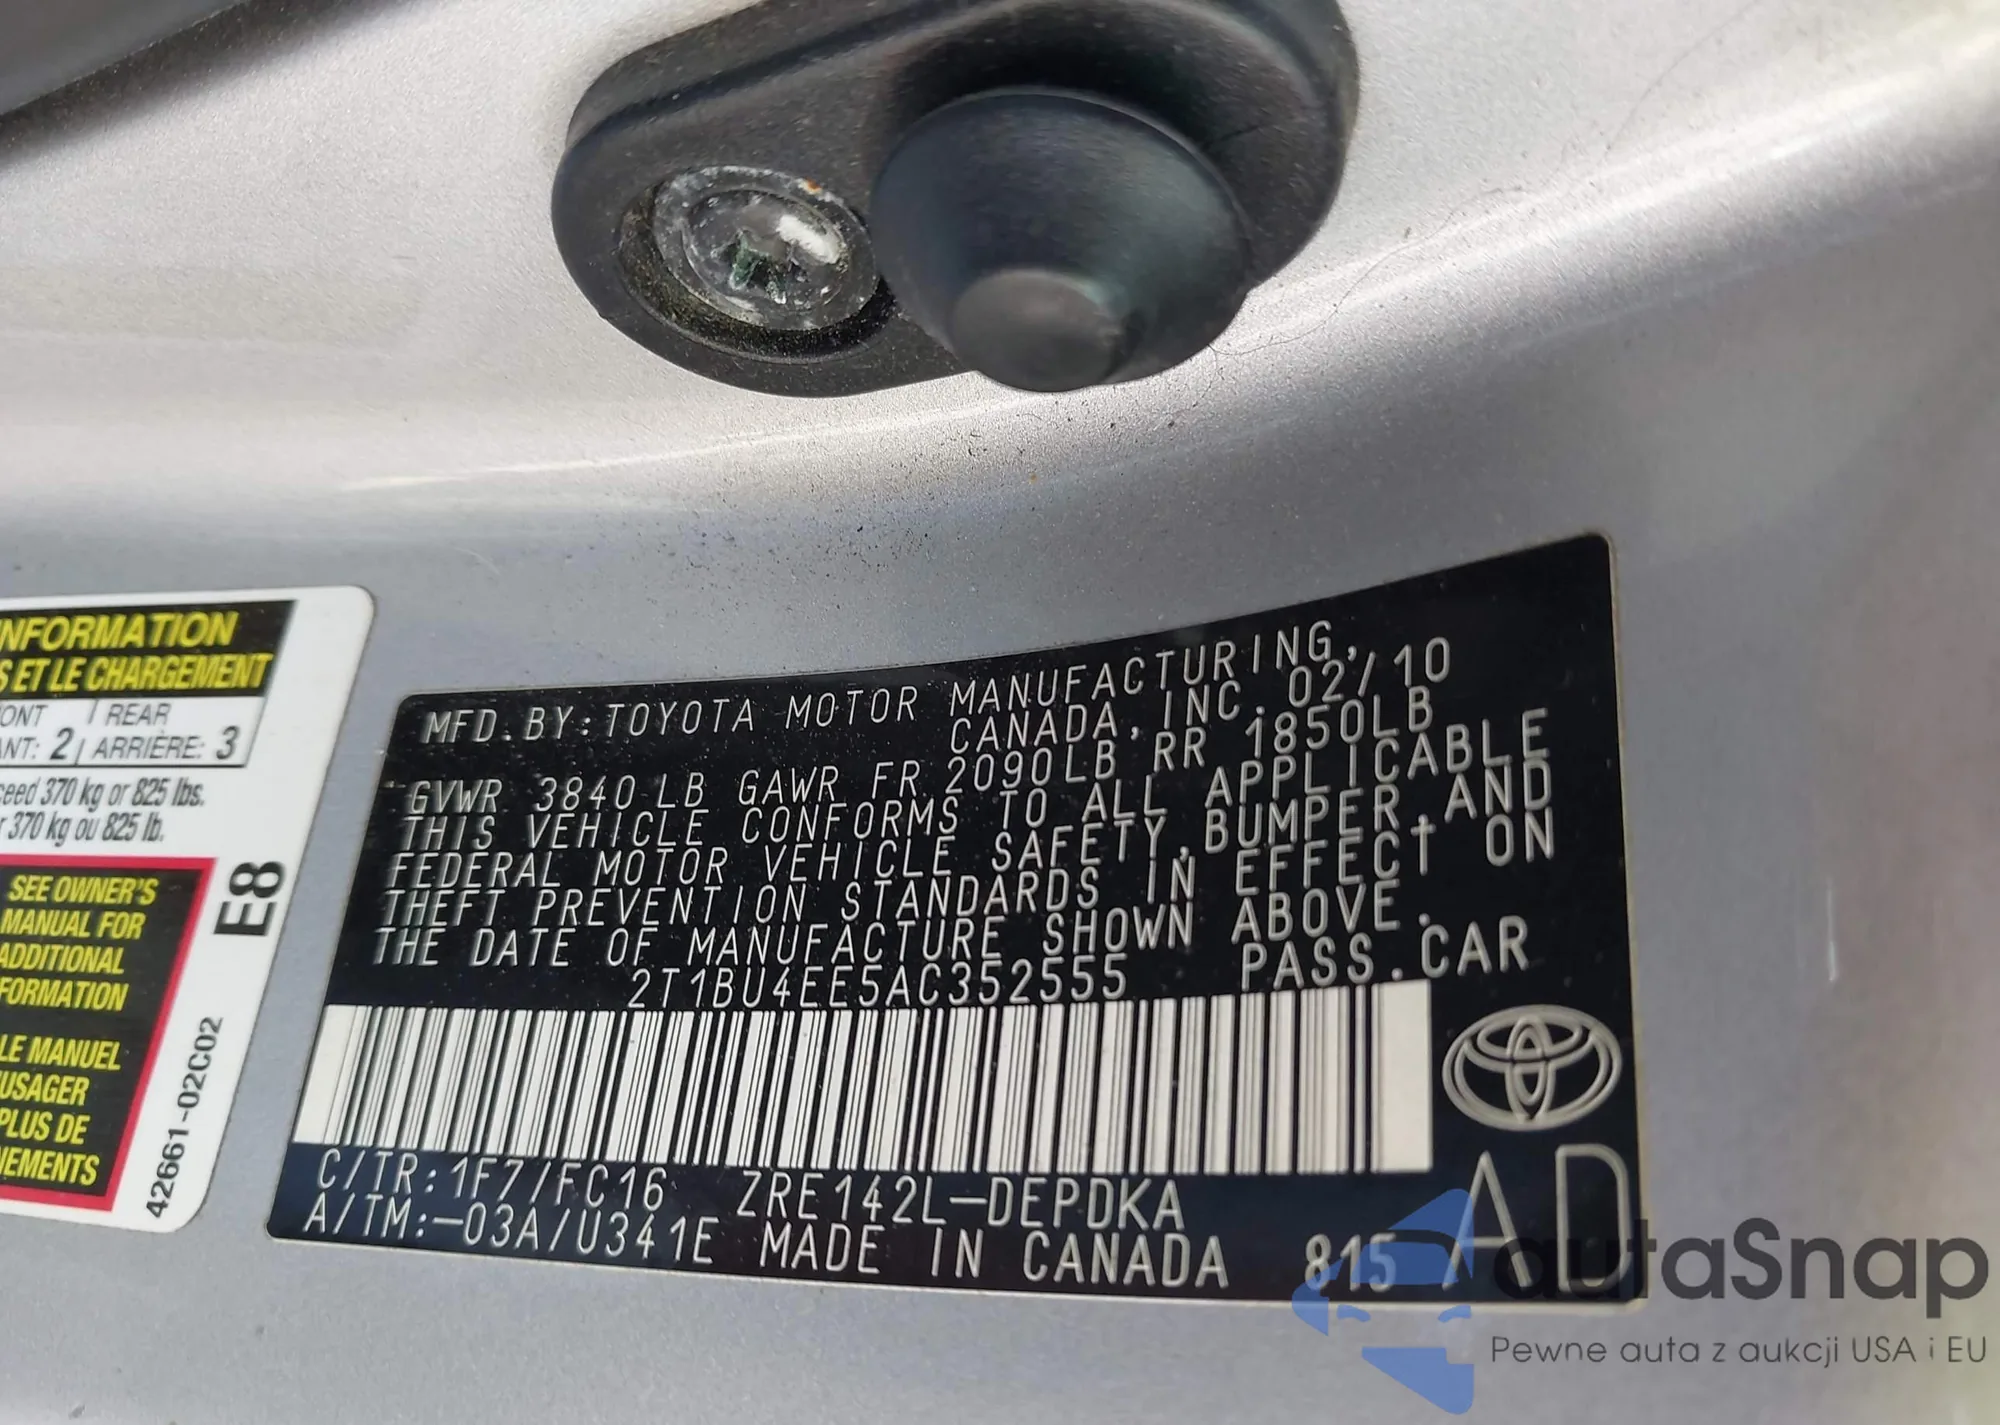 NFORMATION
S ET LE CHARGEMENT
ONT 2 REAR 3
ANT: ARRIÈRE:
ceed 370 kg or 825 lbs.
r 370 kg ou 825 lb.
SEE OWNER'S
MANUAL FOR
ADDITIONAL
FORMATION
LE MANUEL
'USAGER
PLUS DE
NEMENTS
E8
42661-02C02
MFD.BY:TOYOTA MOTOR MANUFACTURING,
CANADA, INC. 02/10
GVWR 3840 LB GAWR FR 2090LB RR 1850LB
THIS VEHICLE CONFORMS TO ALL APPLICABLE
FEDERAL MOTOR VEHICLE SAFETY,BUMPER,AND
THEFT PREVENTION STANDARDS IN EFFECT ON
THE DATE OF MANUFACTURE SHOWN ABOVE.
2T1BU4EE5AC352555 PASS.CAR
C/TR:1F7/FC16 ZRE142L-DEPDKA
A/TM:-03A/U341E MADE IN CANADA 815
AD
autaSnap
Pewne auta z aukcji USA i EU